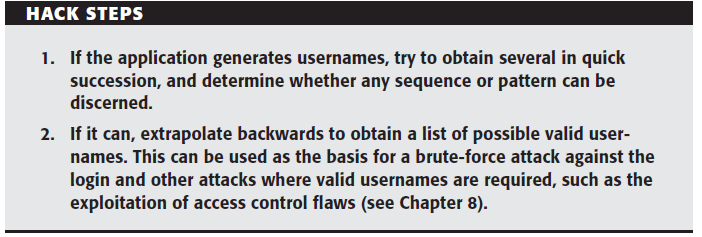 HACK STEPS
1. If the application generates usernames, try to obtain several in quick
succession, and determine whether any sequence or pattern can be
discerned.
2. If it can, extrapolate backwards to obtain a list of possible valid user-
names. This can be used as the basis for a brute-force attack against the
login and other attacks where valid usernames are required, such as the
exploitation of access control flaws (see Chapter 8).